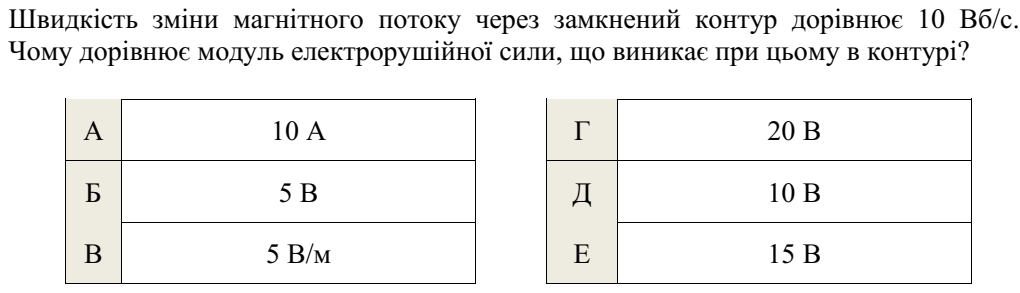 Швидкість зміни магнітного потоку через замкнений контур дорівнює 10 Вб/с.
Чому дорівнює модуль електрорушійної сили, що виникає при цьому в контурі?
А 10 А
Б 5 В
В 5 В/м
Г 20 В
Д 10 В
Е 15 В